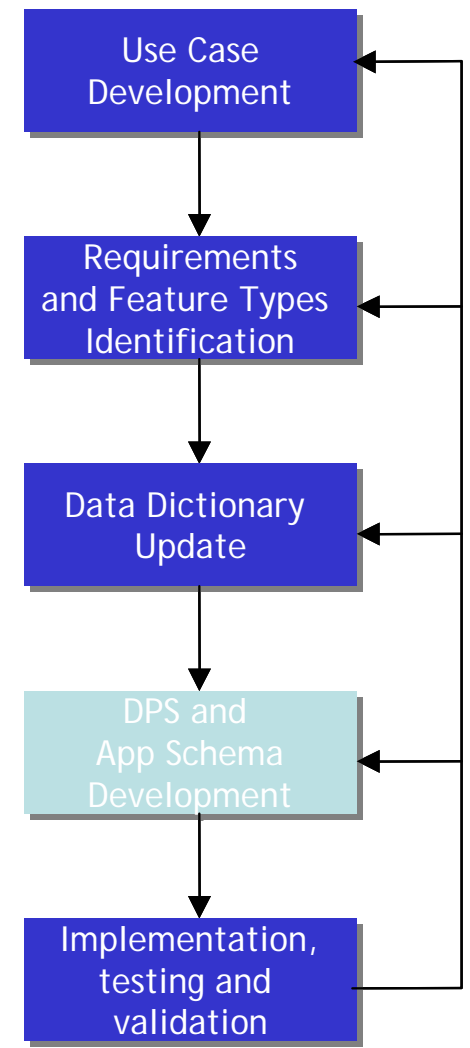 Use Case
Development
Requirements
and Feature Types
Identification
Data Dictionary
Update
DPS and
App Schema
Development
Implementation,
testing and
validation